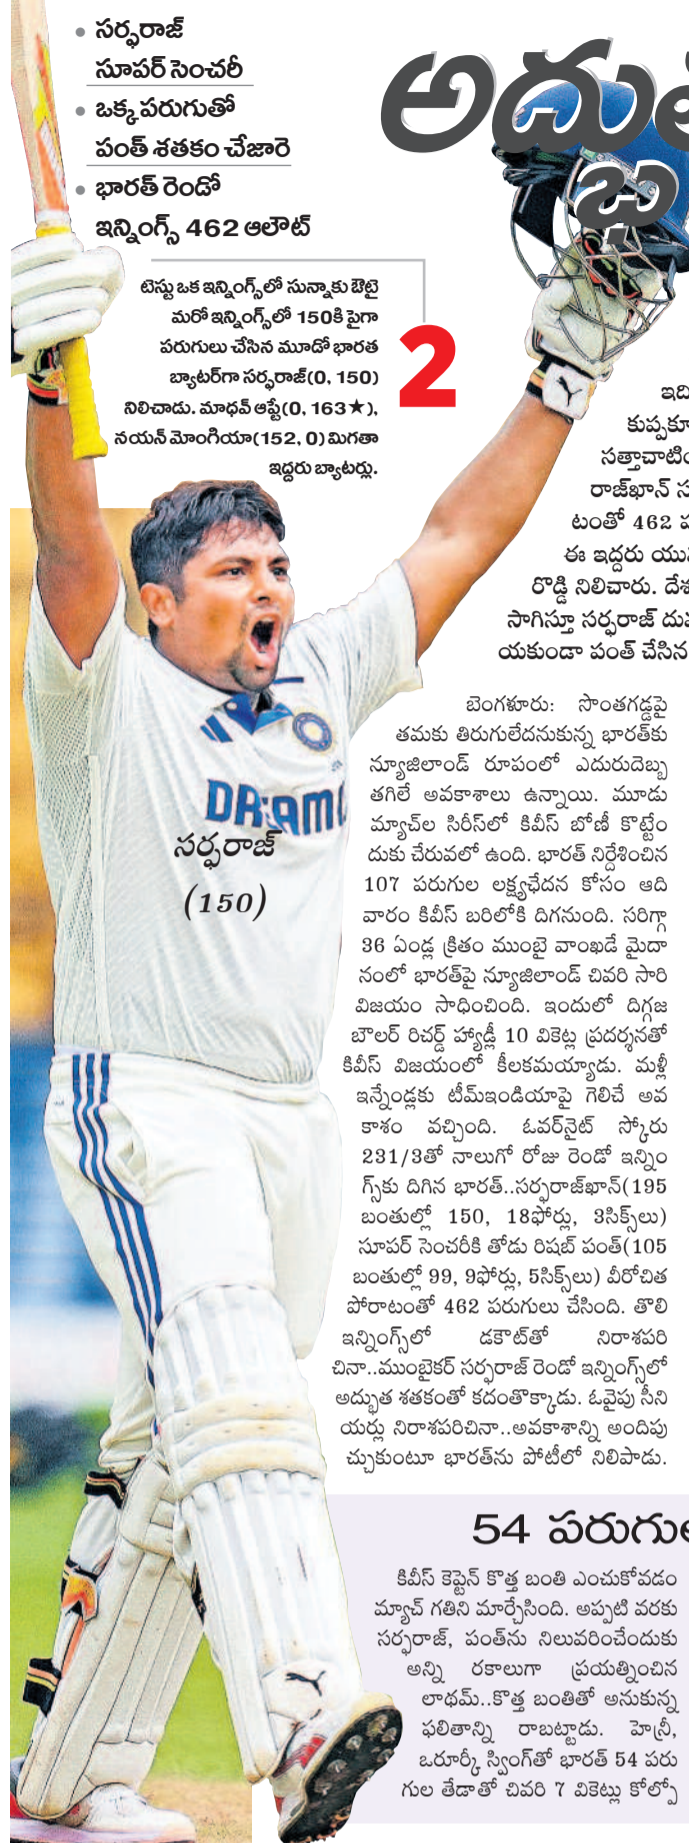 సర్ఫరాజ్
సూపర్ సెంచరీ
ఒక్క పరుగుతో
పంత్ శతకం చేజారె
భారత్ రెండో
ఇన్నింగ్స్ 462 ఆలౌట్
టెస్టు ఒక ఇన్నింగ్స్‌లో సున్నాకు ఔటై
మరో ఇన్నింగ్స్‌లో 150కి పైగా
పరుగులు చేసిన మూడో భారత
బ్యాటర్‌గా సర్ఫరాజ్(0, 150)
నిలిచాడు. మాధవ్ ఆప్టే(0, 163★),
నయన్ మోంగియా(152, 0) మిగతా
ఇద్దరు బ్యాటర్లు.
2
రాజ్‌ఖాన్
టంతో 462
ఈ ఇద్దరు
రొడ్డి నిలిచారు.
సాగిస్తూ సర్ఫరాజ్
యకుండా పంత్ చేసిన
DREAM
సర్ఫరాజ్
(150)
బెంగళూరు: సొంతగడ్డపై
తమకు తిరుగులేదనుకున్న భారత్‌కు
న్యూజిలాండ్ రూపంలో ఎదురుదెబ్బ
తగిలే అవకాశాలు ఉన్నాయి. మూడు
మ్యాచ్‌ల సిరీస్‌లో కివీస్ బోణీ కొట్టేం
దుకు చేరువలో ఉంది. భారత్ నిర్దేశించిన
107 పరుగుల లక్ష్యఛేదన కోసం ఆది
వారం కివీస్ బరిలోకి దిగనుంది. సరిగ్గా
36 ఏండ్ల క్రితం ముంబై వాంఖడే మైదా
నంలో భారత్‌పై న్యూజిలాండ్ చివరి సారి
విజయం సాధించింది. ఇందులో దిగ్గజ
బౌలర్ రిచర్డ్ హ్యాడ్లీ 10 వికెట్ల ప్రదర్శనతో
కివీస్ విజయంలో కీలకమయ్యాడు. మళ్లీ
ఇన్నేండ్లకు టీమ్ఇండియాపై గెలిచే అవ
కాశం వచ్చింది. ఓవర్‌నైట్ స్కోరు
231/3తో నాలుగో రోజు రెండో ఇన్నిం
గ్స్‌కు దిగిన భారత్..సర్ఫరాజ్‌ఖాన్(195
బంతుల్లో 150, 18ఫోర్లు, 3సిక్స్‌లు)
సూపర్ సెంచరీకి తోడు రిషబ్ పంత్(105
బంతుల్లో 99, 9ఫోర్లు, 5సిక్స్‌లు) వీరోచిత
పోరాటంతో 462 పరుగులు చేసింది. తొలి
ఇన్నింగ్స్‌లో డకౌట్‌తో నిరాశపరి
చినా..ముంబైకర్ సర్ఫరాజ్ రెండో ఇన్నింగ్స్‌లో
అద్భుత శతకంతో కదంతొక్కాడు. ఓవైపు సీని
యర్లు నిరాశపరిచినా..అవకాశాన్ని అందిపు
చ్చుకుంటూ భారత్‌ను పోటీలో నిలిపాడు.
54
కివీస్ కెప్టెన్ కొత్త బంతి ఎంచుకోవడం
మ్యాచ్ గతిని మార్చేసింది. అప్పటి వరకు
సర్ఫరాజ్, పంత్‌ను నిలువరించేందుకు
అన్ని రకాలుగా ప్రయత్నించిన
లాథమ్..కొత్త బంతితో అనుకున్న
ఫలితాన్ని రాబట్టాడు. హెన్రీ,
ఒరూర్కీ స్వింగ్‌తో భారత్ 54 పరు
గుల తేడాతో చివరి 7 వికెట్లు కోల్పో